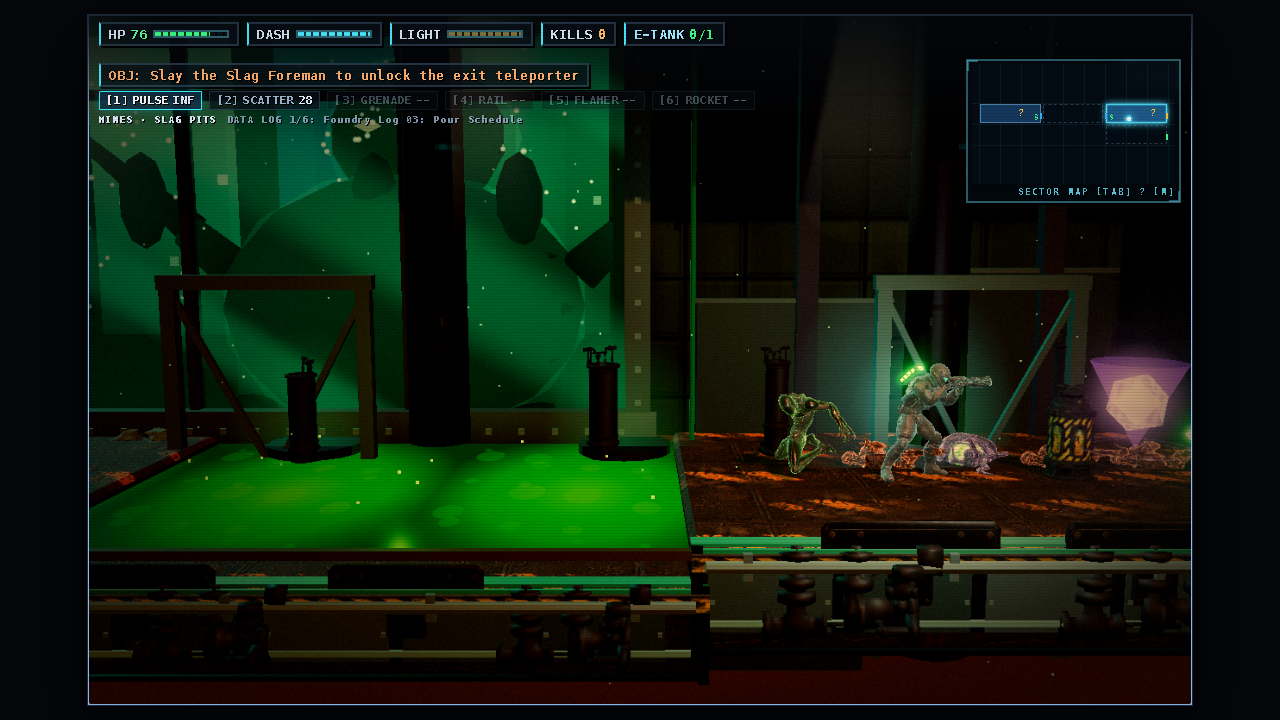 HP 76 DASH LIGHT KILLS 0 E-TANK 0/1
OBJ: Slay the Slag Foreman to unlock the exit teleporter
[1] PULSE INF [2] SCATTER 28 [3] GRENADE -- [4] RAIL -- [5] FLAMER -- [6] ROCKET --
MINES · SLAG PITS DATA LOG 1/6: Foundry Log 03: Pour Schedule
? S S ?
SECTOR MAP [TAB] ? [M]